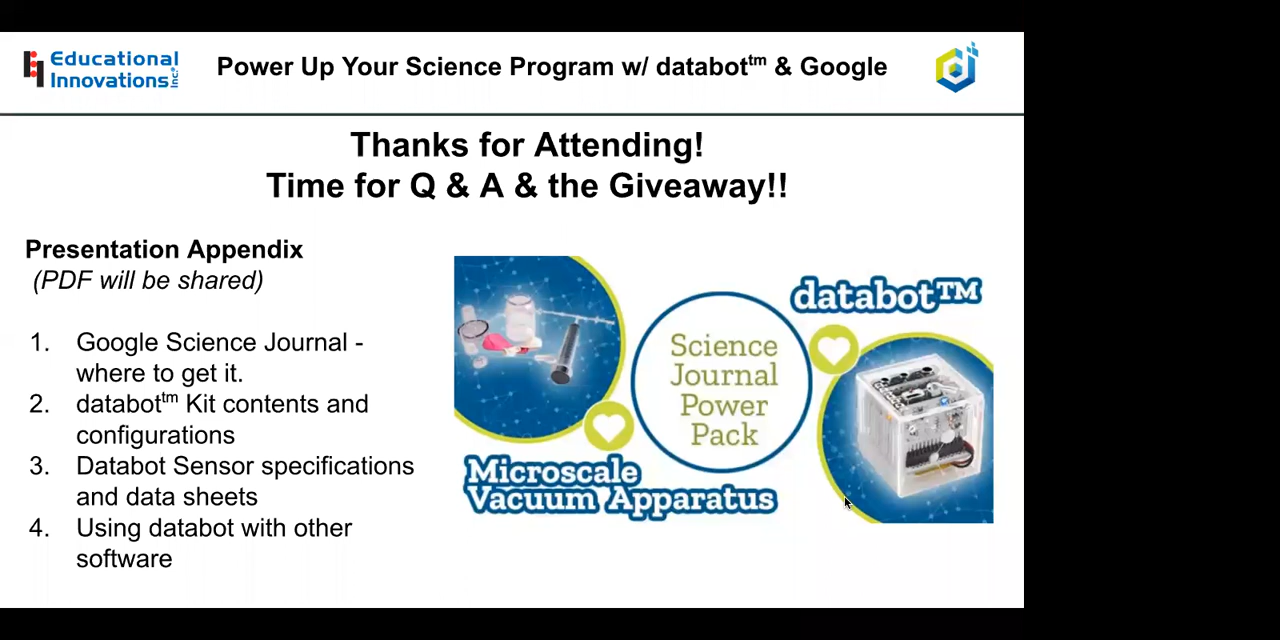 Educational
Innovations Inc®
Power Up Your Science Program w/ databot™ & Google
Thanks for Attending!
Time for Q & A & the Giveaway!!
Presentation Appendix
(PDF will be shared)
1. Google Science Journal -
where to get it.
2. databot™ Kit contents and
configurations
3. Databot Sensor specifications
and data sheets
4. Using databot with other
software
databot™
Science
Journal
Power
Pack
Microscale
Vacuum Apparatus